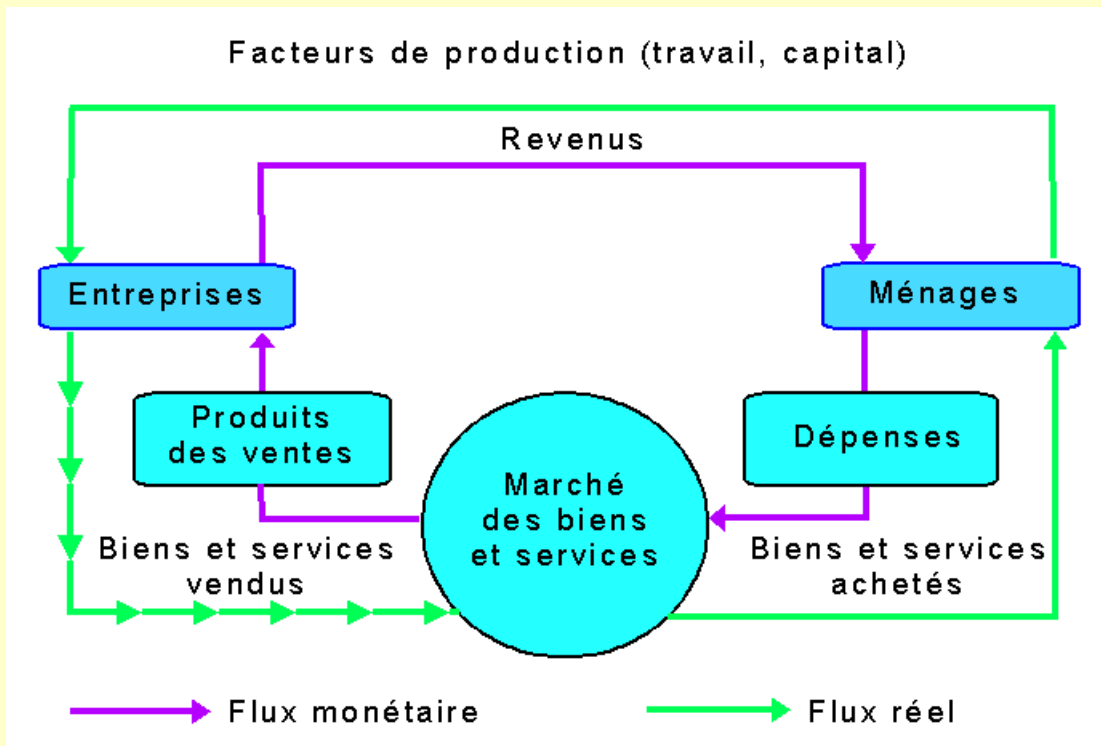 Facteurs de production (travail, capital)
Revenus
Entreprises
Ménages
Produits
des ventes
Dépenses
Marché
des biens
et services
Biens et services
vendus
Biens et services
achetés
Flux monétaire
Flux réel